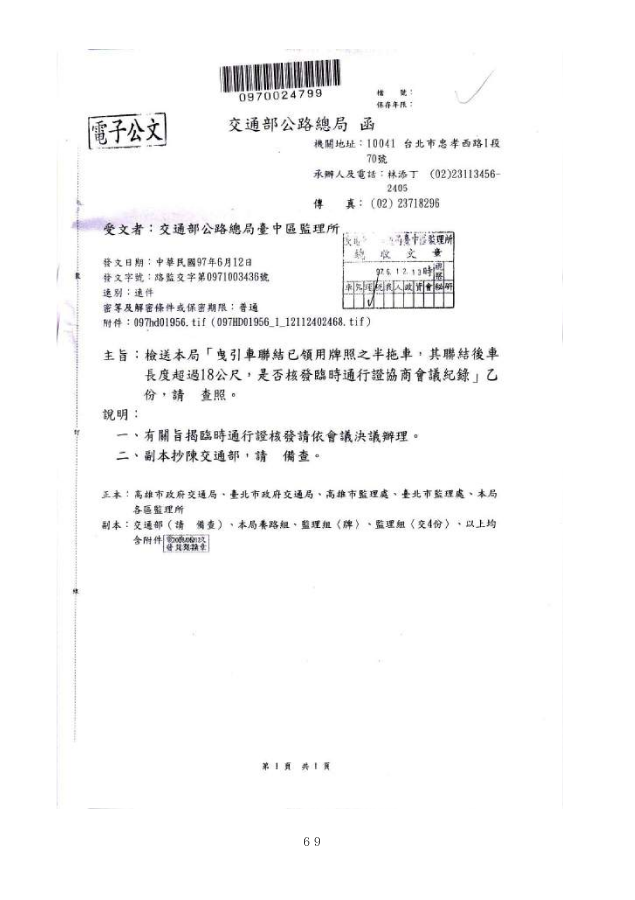 0970024799
檔　號：
保存年限：
電子公文
交通部公路總局 函
機關地址：10041 台北市忠孝西路1段
70號
承辦人及電話：林添丁 (02)23113456-
2405
傳　真：(02) 23718296
受文者：交通部公路總局臺中區監理所
總 收 文 章
97. 6. 12. 13時
發文日期：中華民國97年6月12日
發文字號：路監交字第0971003436號
速別：速件
密等及解密條件或保密期限：普通
附件：097hd01956.tif (097HD01956_1_12112402468.tif)
主旨：檢送本局「曳引車聯結已領用牌照之半拖車，其聯結後車
長度超過18公尺，是否核發臨時通行證協商會議紀錄」乙
份，請　查照。
說明：
一、有關旨揭臨時通行證核發請依會議決議辦理。
二、副本抄陳交通部，請　備查。
正本：高雄市政府交通局、臺北市政府交通局、高雄市監理處、臺北市監理處、本局
各區監理所
副本：交通部（請　備查）、本局養路組、監理組〈牌〉、監理組〈交4份〉、以上均
含附件
裝
訂
線
第 1 頁 共 1 頁
69